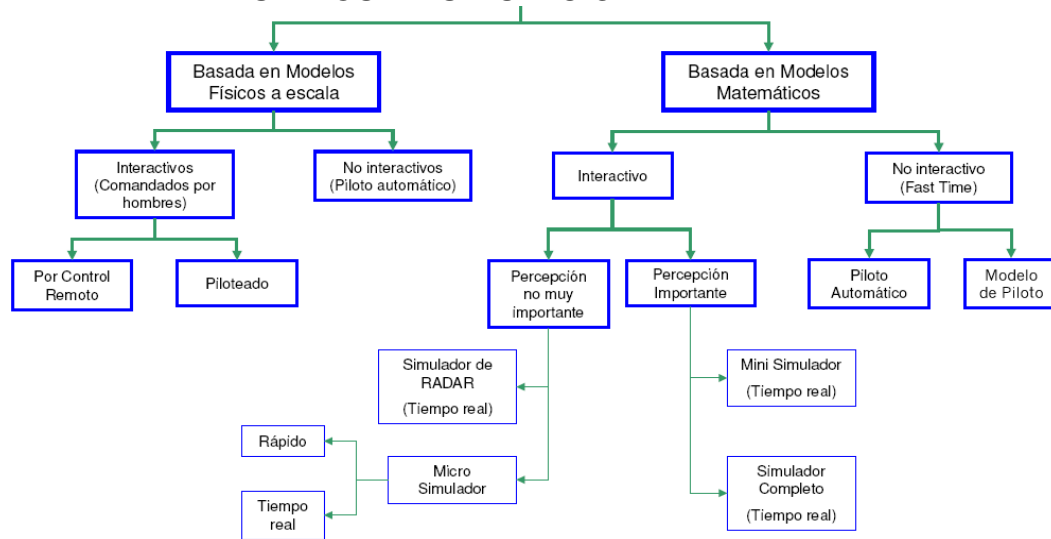 Basada en Modelos
Físicos a escala
Basada en Modelos
Matemáticos
Interactivos
(Comandados por
hombres)
No interactivos
(Piloto automático)
Interactivo
No interactivo
(Fast Time)
Por Control
Remoto
Piloteado
Percepción
no muy
importante
Percepción
Importante
Piloto
Automático
Modelo
de Piloto
Simulador de
RADAR
(Tiempo real)
Mini Simulador
(Tiempo real)
Rápido
Micro
Simulador
Tiempo
real
Simulador
Completo
(Tiempo real)